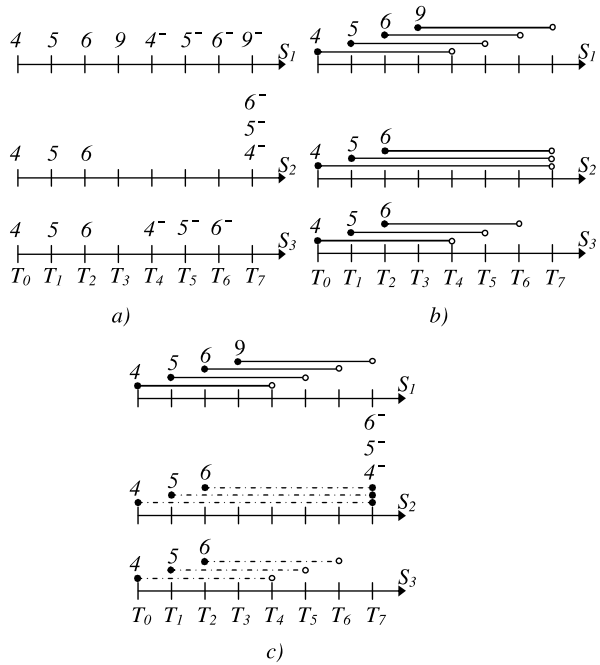 4 5 6 9 4⁻ 5⁻ 6⁻ 9⁻ S₁
6⁻
5⁻
4 5 6 4⁻ S₂
4 5 6 4⁻ 5⁻ 6⁻ S₃
T₀ T₁ T₂ T₃ T₄ T₅ T₆ T₇
a)
4 5 6 9 S₁
4 5 6 S₂
4 5 6 S₃
T₀ T₁ T₂ T₃ T₄ T₅ T₆ T₇
b)
4 5 6 9 S₁
6⁻
5⁻
4 5 6 4⁻ S₂
4 5 6 S₃
T₀ T₁ T₂ T₃ T₄ T₅ T₆ T₇
c)